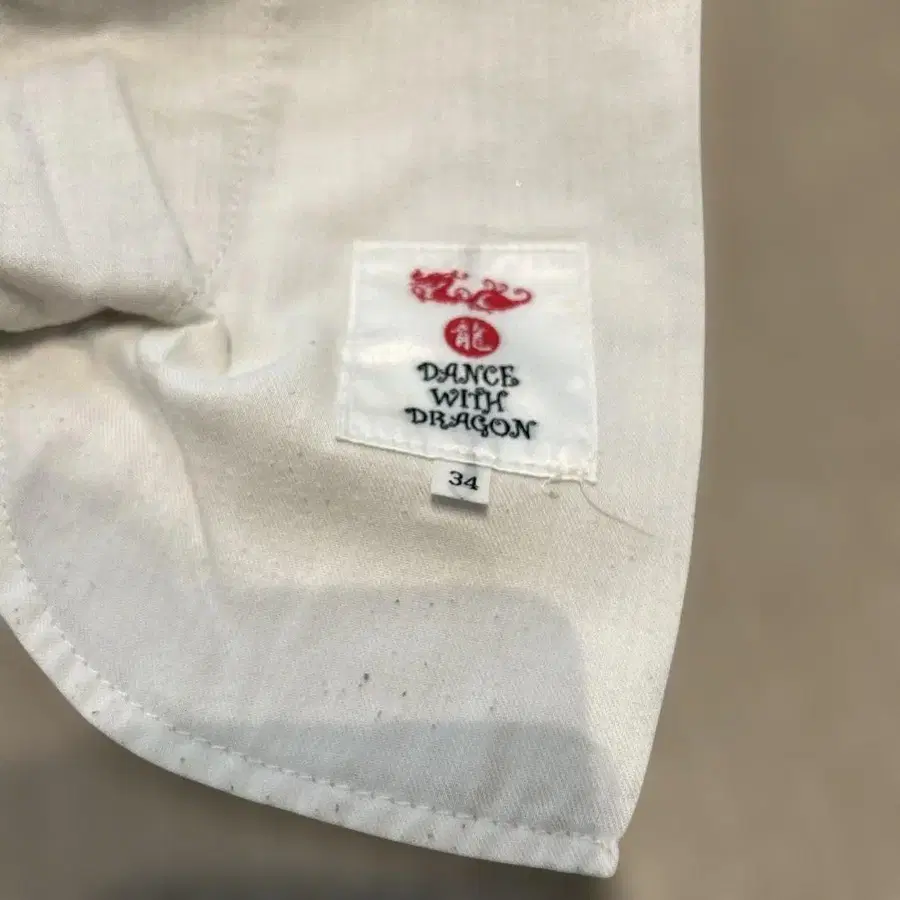 龍
DANCE
WITH
DRAGON
34